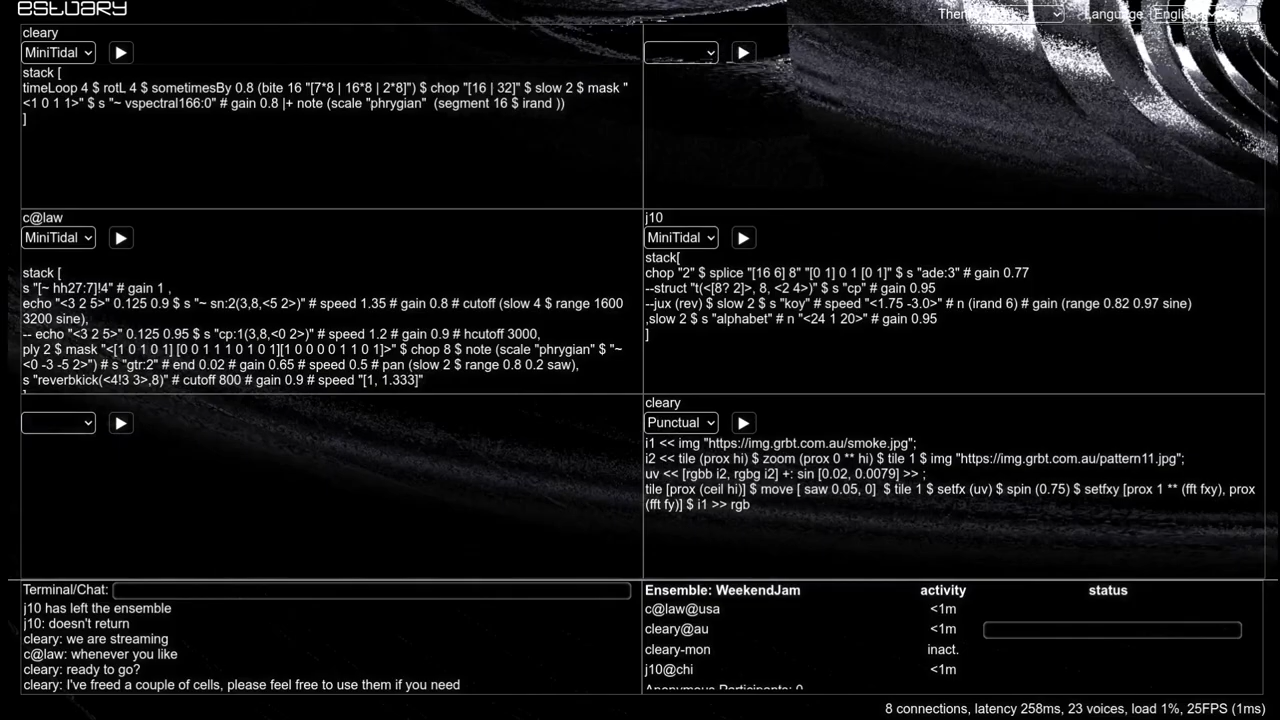 estuary
Theme Language English
cleary
MiniTidal
stack [
timeLoop 4 $ rotL 4 $ sometimesBy 0.8 (bite 16 "[7*8 | 16*8 | 2*8]") $ chop "[16 | 32]" $ slow 2 $ mask "
<1 0 1 1>" $ s "~ vspectral166:0" # gain 0.8 |+ note (scale "phrygian"  (segment 16 $ irand ))
]
c@law
MiniTidal
stack [
s "[~ hh27:7]!4" # gain 1 ,
echo "<3 2 5>" 0.125 0.9 $ s "~ sn:2(3,8,<5 2>)" # speed 1.35 # gain 0.8 # cutoff (slow 4 $ range 1600
3200 sine),
-- echo "<3 2 5>" 0.125 0.95 $ s "cp:1(3,8,<0 2>)" # speed 1.2 # gain 0.9 # hcutoff 3000,
ply 2 $ mask "<[1 0 1 0 1] [0 0 1 1 1 0 1 0 1][1 0 0 0 0 1 1 0 1]>" $ chop 8 $ note (scale "phrygian" $ "~
<0 -3 -5 2>") # s "gtr:2" # end 0.02 # gain 0.65 # speed 0.5 # pan (slow 2 $ range 0.8 0.2 saw),
s "reverbkick(<4!3 3>,8)" # cutoff 800 # gain 0.9 # speed "[1, 1.333]"
j10
MiniTidal
stack[
chop "2" $ splice "[16 6] 8" "[0 1] 0 1 [0 1]" $ s "ade:3" # gain 0.77
--struct "t(<[8? 2]>, 8, <2 4>)" $ s "cp" # gain 0.95
--jux (rev) $ slow 2 $ s "koy" # speed "<1.75 -3.0>" # n (irand 6) # gain (range 0.82 0.97 sine)
,slow 2 $ s "alphabet" # n "<24 1 20>" # gain 0.95
]
cleary
Punctual
i1 << img "https://img.grbt.com.au/smoke.jpg";
i2 << tile (prox hi) $ zoom (prox 0 ** hi) $ tile 1 $ img "https://img.grbt.com.au/pattern11.jpg";
uv << [rgbb i2, rgbg i2] +: sin [0.02, 0.0079] >> ;
tile [prox (ceil hi)] $ move [ saw 0.05, 0]  $ tile 1 $ setfx (uv) $ spin (0.75) $ setfxy [prox 1 ** (fft fxy), prox
(fft fy)] $ i1 >> rgb
Terminal/Chat:
j10 has left the ensemble
j10: doesn't return
cleary: we are streaming
c@law: whenever you like
cleary: ready to go?
cleary: I've freed a couple of cells, please feel free to use them if you need
Ensemble: WeekendJam activity status
c@law@usa <1m
cleary@au <1m
cleary-mon inact.
j10@chi <1m
Anonymous Participants: 0
8 connections, latency 258ms, 23 voices, load 1%, 25FPS (1ms)